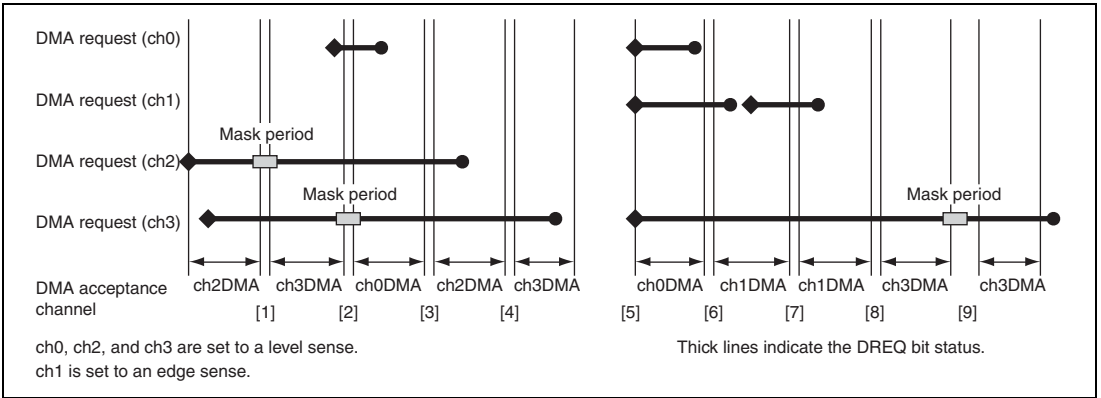 DMA request (ch0)
DMA request (ch1)
Mask period
DMA request (ch2)
Mask period
Mask period
DMA request (ch3)
DMA acceptance
channel
ch2DMA ch3DMA ch0DMA ch2DMA ch3DMA ch0DMA ch1DMA ch1DMA ch3DMA ch3DMA
[1] [2] [3] [4] [5] [6] [7] [8] [9]
ch0, ch2, and ch3 are set to a level sense.
ch1 is set to an edge sense.
Thick lines indicate the DREQ bit status.